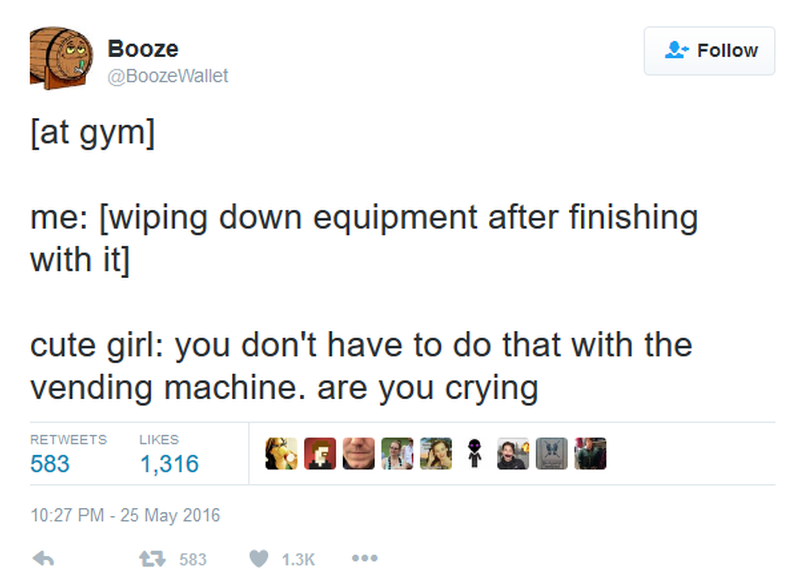 Booze
@BoozeWallet
Follow
[at gym]
me: [wiping down equipment after finishing
with it]
cute girl: you don't have to do that with the
vending machine. are you crying
RETWEETS LIKES
583 1,316
10:27 PM - 25 May 2016
583 1.3K